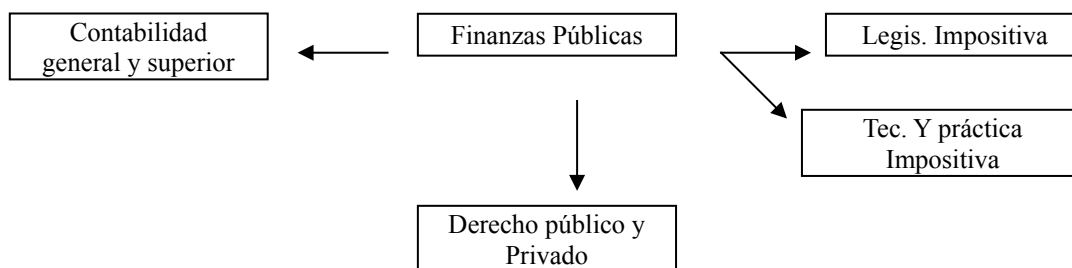 Contabilidad
general y superior
Finanzas Públicas
Legis. Impositiva
Tec. Y práctica
Impositiva
Derecho público y
Privado